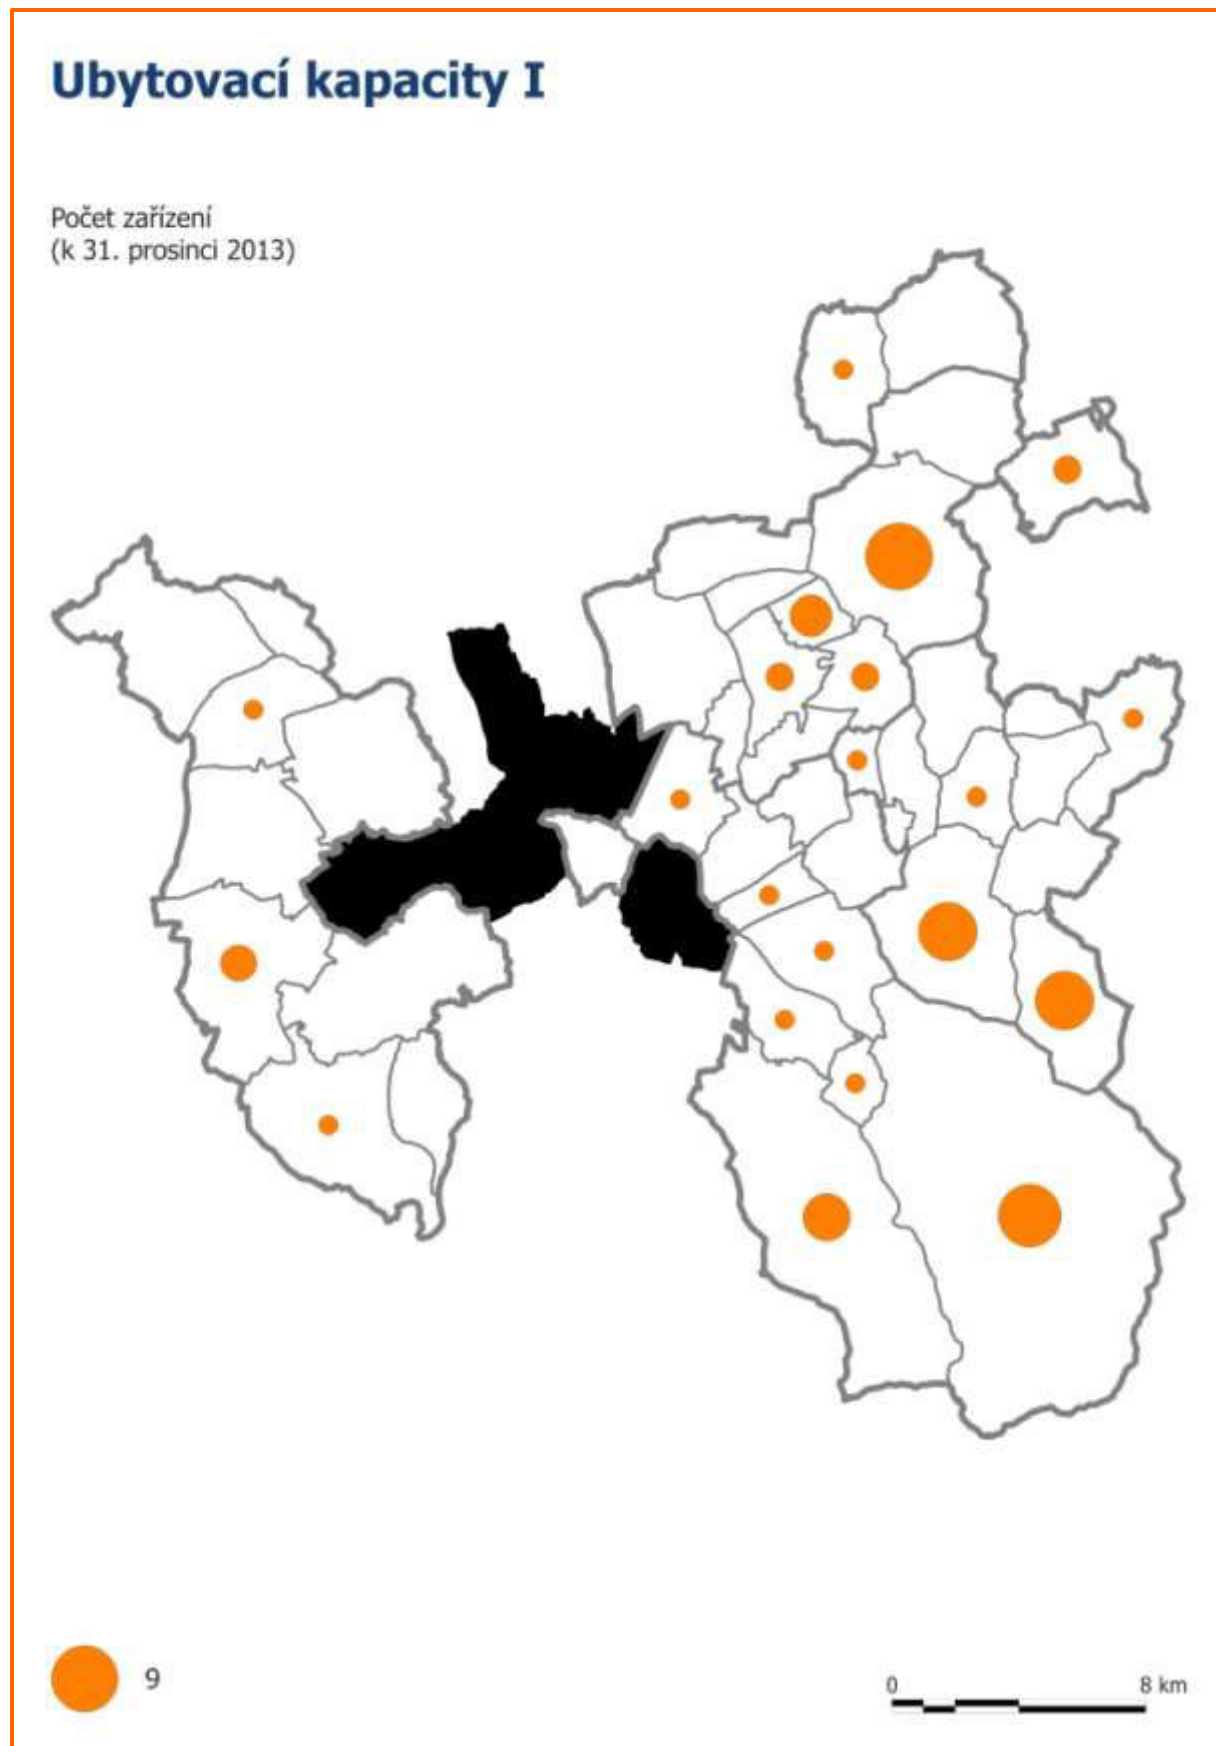 Ubytovací kapacity I
Počet zařízení
(k 31. prosinci 2013)
9
0 8 km